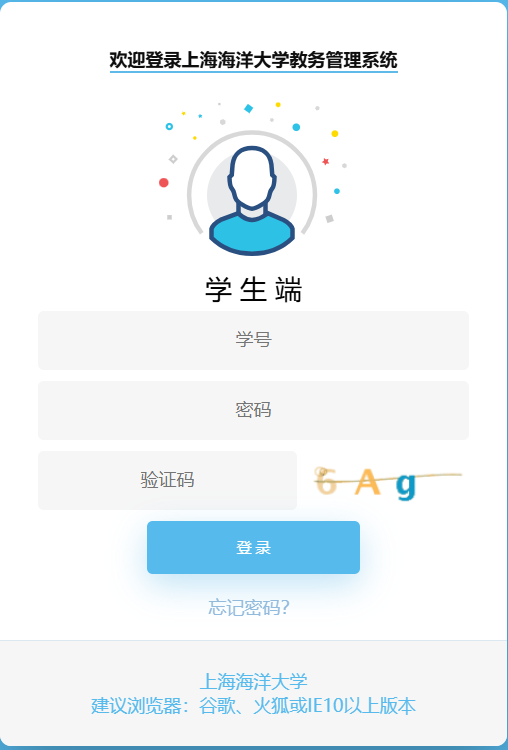 欢迎登录上海海洋大学教务管理系统
学生端
学号
密码
验证码
6 A g
登录
忘记密码?
上海海洋大学
建议浏览器：谷歌、火狐或IE10以上版本